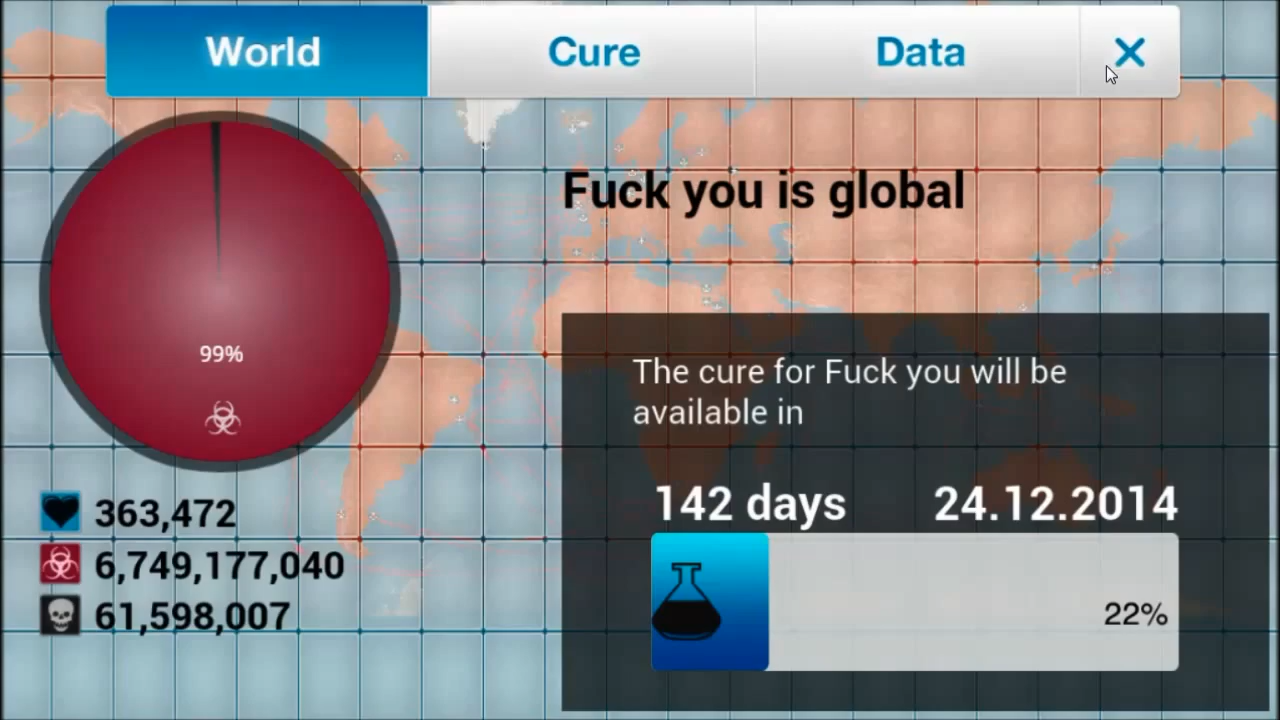 World
Cure
Data
Fuck you is global
99%
The cure for Fuck you will be
available in
142 days
24.12.2014
363,472
6,749,177,040
61,598,007
22%